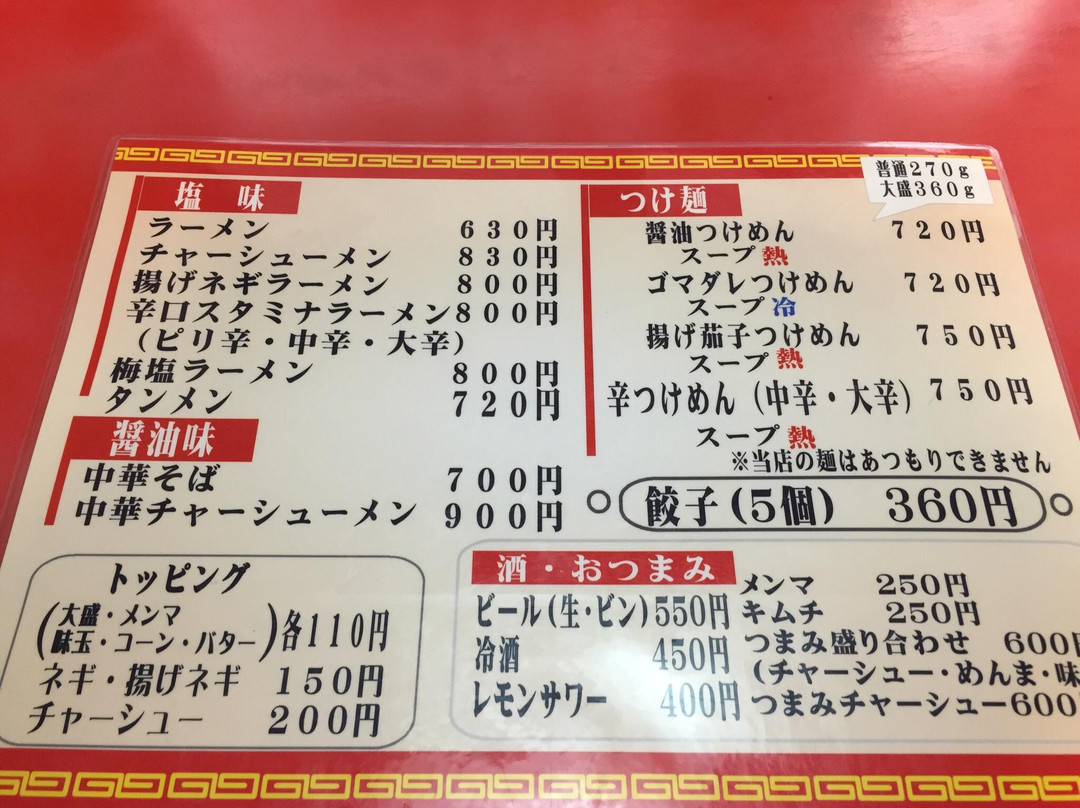 塩味
ラーメン 630円
チャーシューメン 830円
揚げネギラーメン 800円
辛口スタミナラーメン 800円
(ピリ辛・中辛・大辛)
梅塩ラーメン 800円
タンメン 720円
醤油味
中華そば 700円
中華チャーシューメン 900円
つけ麺
普通270g
大盛360g
醤油つけめん 720円
スープ熱
ゴマダレつけめん 720円
スープ冷
揚げ茄子つけめん 750円
スープ熱
辛つけめん (中辛・大辛) 750円
スープ熱
※当店の麺はあつもりできません
餃子(5個) 360円
トッピング
(大盛・メンマ
味玉・コーン・バター) 各110円
ネギ・揚げネギ 150円
チャーシュー 200円
酒・おつまみ
ビール(生・ビン) 550円
冷酒 450円
レモンサワー 400円
メンマ 250円
キムチ 250円
つまみ盛り合わせ 600円
(チャーシュー・めんま・味
つまみチャーシュー600